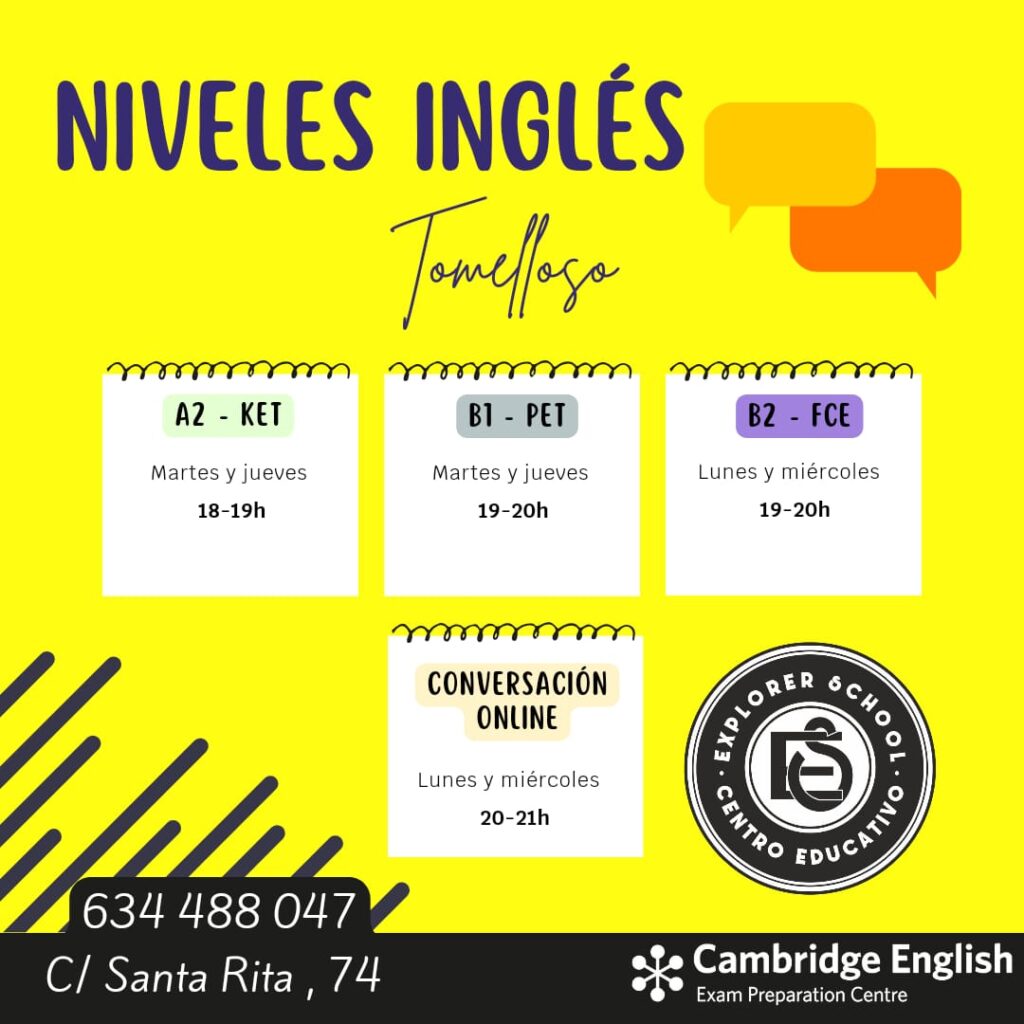 NIVELES INGLÉS
Tomelloso
A2 - KET
Martes y jueves
18-19h
B1 - PET
Martes y jueves
19-20h
B2 - FCE
Lunes y miércoles
19-20h
CONVERSACIÓN
ONLINE
Lunes y miércoles
20-21h
EXPLORER SCHOOL
ESC
· CENTRO EDUCATIVO ·
634 488 047
C/ Santa Rita , 74
Cambridge English
Exam Preparation Centre